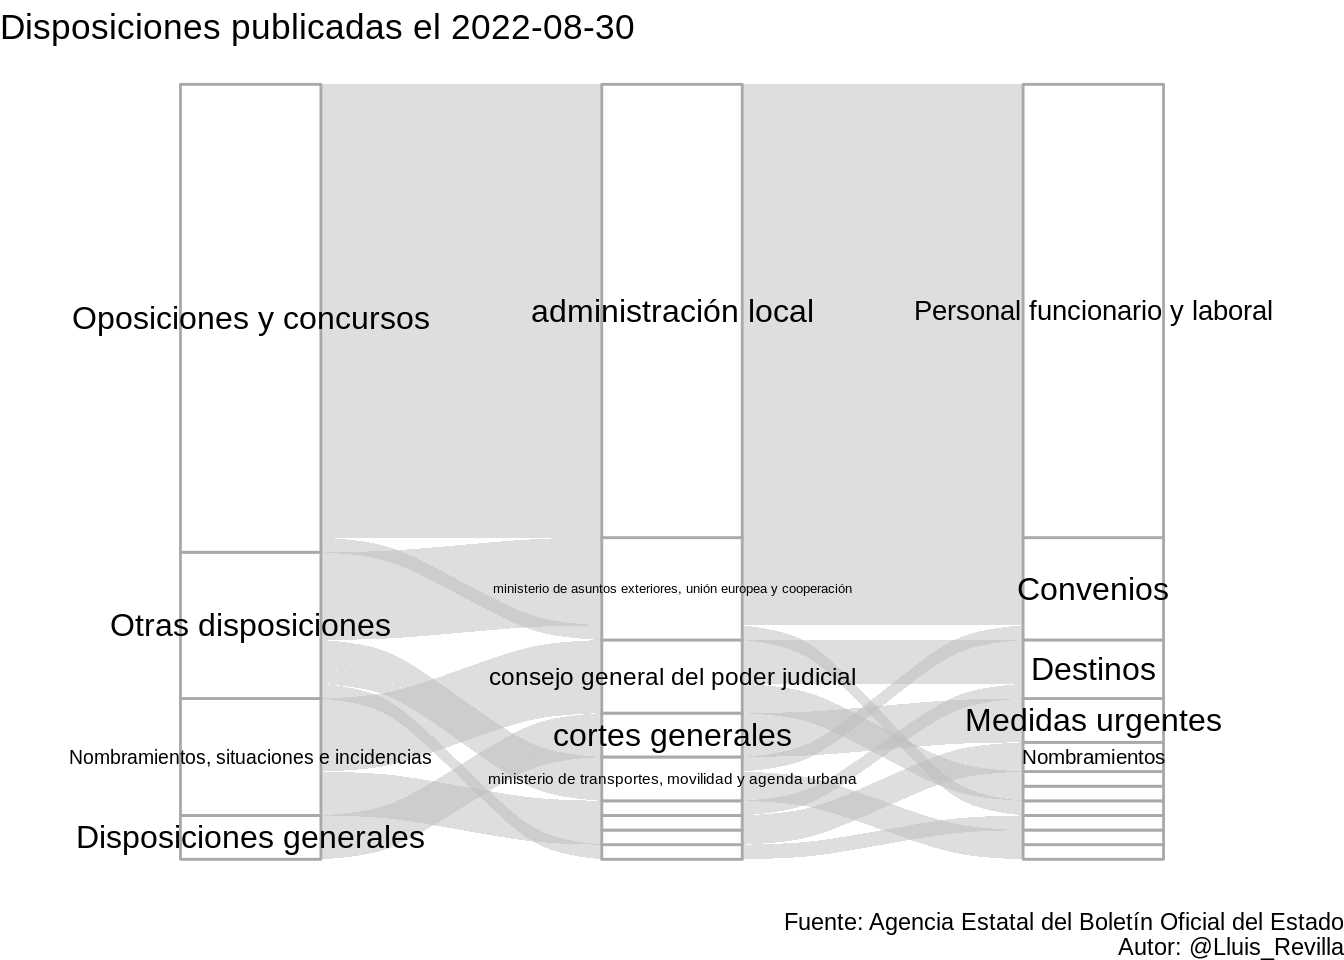 Disposiciones publicadas el 2022-08-30
Oposiciones y concursos
Otras disposiciones
Nombramientos, situaciones e incidencias
Disposiciones generales
administración local
ministerio de asuntos exteriores, unión europea y cooperación
consejo general del poder judicial
cortes generales
ministerio de transportes, movilidad y agenda urbana
Personal funcionario y laboral
Convenios
Destinos
Medidas urgentes
Nombramientos
Fuente: Agencia Estatal del Boletín Oficial del Estado
Autor: @Lluis_Revilla